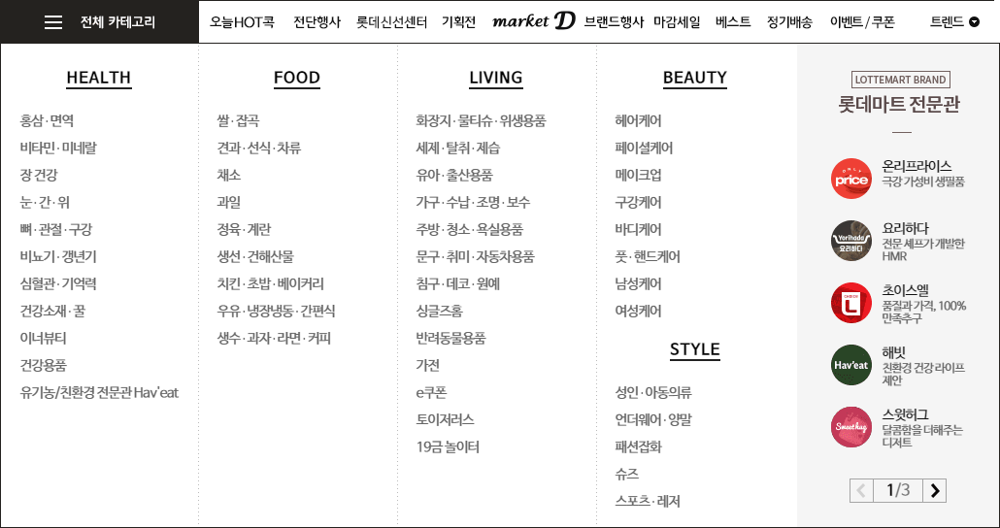 전체 카테고리
오늘HOT콕 전단행사 롯데신선센터 기획전 market D 브랜드행사 마감세일 베스트 정기배송 이벤트/쿠폰 트렌드
HEALTH
홍삼·면역
비타민·미네랄
장 건강
눈·간·위
뼈·관절·구강
비뇨기·갱년기
심혈관·기억력
건강소재·꿀
이너뷰티
건강용품
유기농/친환경 전문관 Hav'eat
FOOD
쌀·잡곡
견과·선식·차류
채소
과일
정육·계란
생선·건해산물
치킨·초밥·베이커리
우유·냉장냉동·간편식
생수·과자·라면·커피
LIVING
화장지·물티슈·위생용품
세제·탈취·제습
유아·출산용품
가구·수납·조명·보수
주방·청소·욕실용품
문구·취미·자동차용품
침구·데코·원예
싱글즈홈
반려동물용품
가전
e쿠폰
토이저러스
19금 놀이터
BEAUTY
헤어케어
페이셜케어
메이크업
구강케어
바디케어
풋·핸드케어
남성케어
여성케어
STYLE
성인·아동의류
언더웨어·양말
패션잡화
슈즈
스포츠·레저
LOTTEMART BRAND
롯데마트 전문관
ONLY
price
온리프라이스
극강 가성비 생필품
Yorihada
요리하다
요리하다
전문 셰프가 개발한
HMR
CHOICE
L
초이스엘
품질과 가격, 100%
만족추구
Hav'eat
해빗
친환경 건강 라이프
제안
Sweet hug
스윗허그
달콤함을 더해주는
디저트
1/3